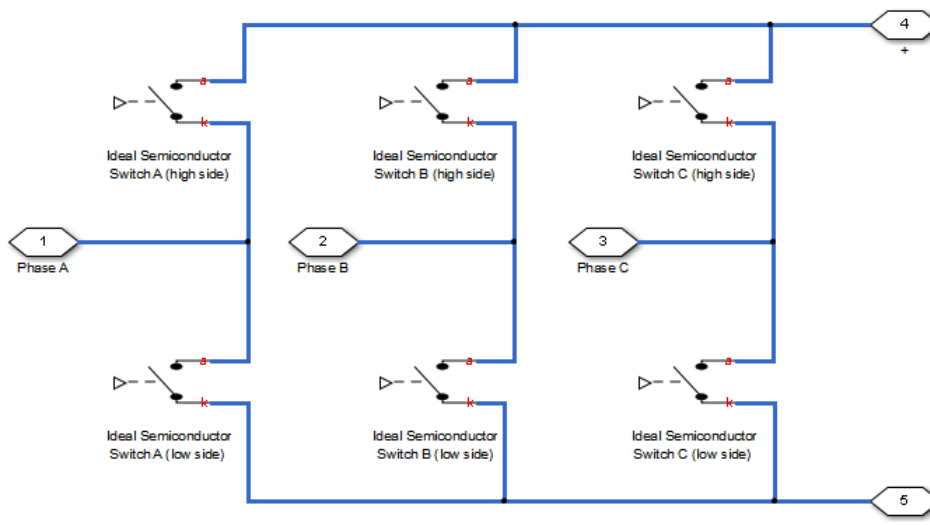 4
+
a
a
a
k
k
k
Ideal Semiconductor
Switch A (high side)
Ideal Semiconductor
Switch B (high side)
Ideal Semiconductor
Switch C (high side)
1
Phase A
2
Phase B
3
Phase C
a
a
a
k
k
k
Ideal Semiconductor
Switch A (low side)
Ideal Semiconductor
Switch B (low side)
Ideal Semiconductor
Switch C (low side)
5